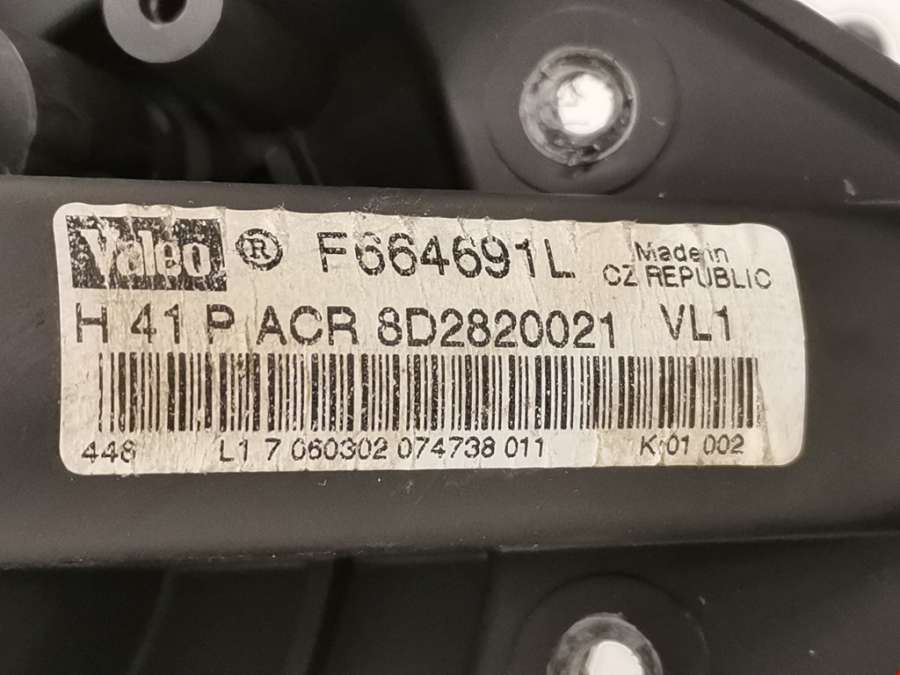 Valeo ® F664691L Made in
CZ REPUBLIC
H 41 P ACR 8D2820021 VL1
448 L1 7 060302 074738 011 K 01 002